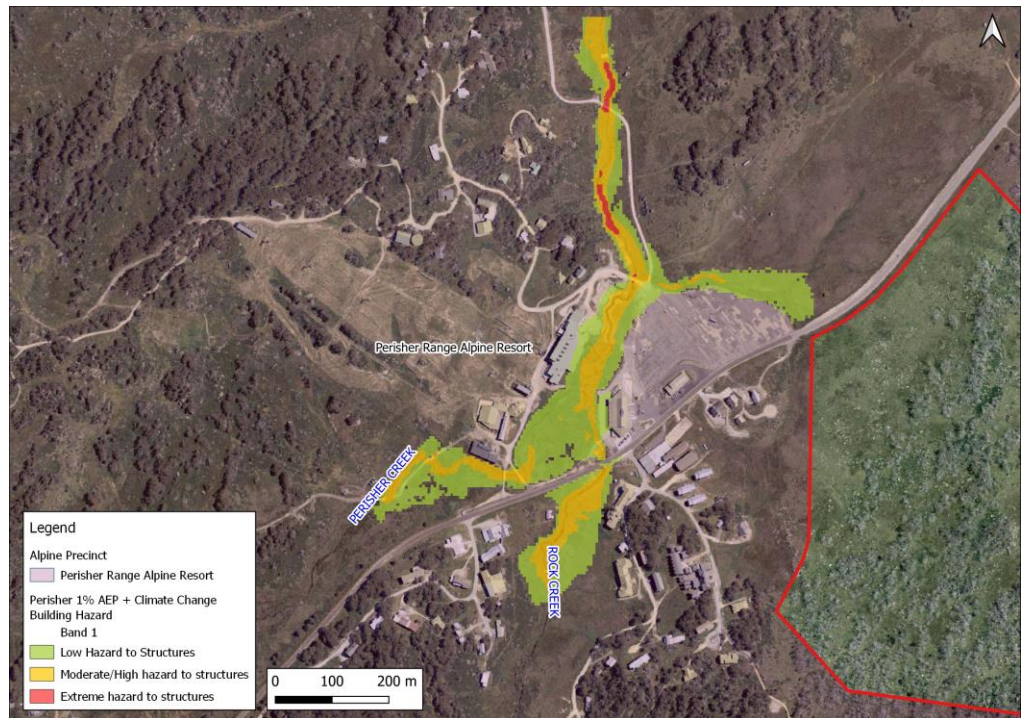 Perisher Range Alpine Resort
PERISHER CREEK
ROCK CREEK
Legend
Alpine Precinct
Perisher Range Alpine Resort
Perisher 1% AEP + Climate Change
Building Hazard
Band 1
Low Hazard to Structures
Moderate/High hazard to structures
Extreme hazard to structures
0 100 200 m